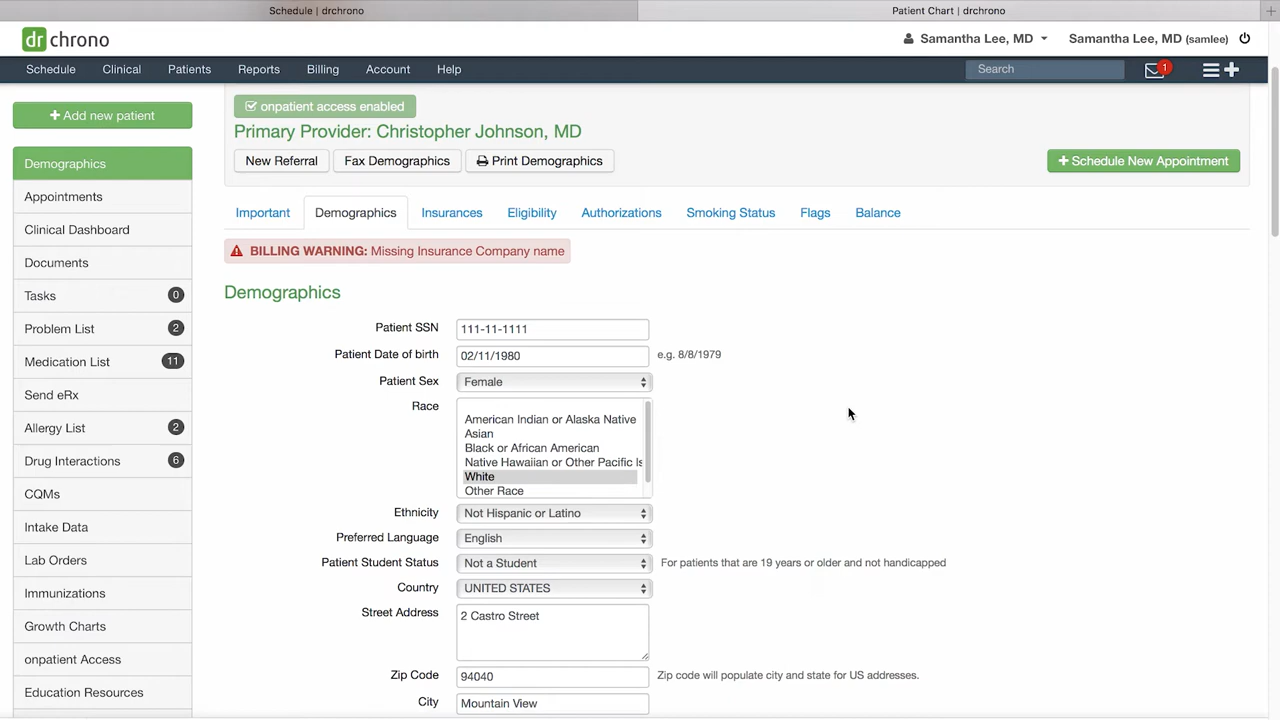 Schedule | drchrono
Patient Chart | drchrono
dr chrono
Samantha Lee, MD
Samantha Lee, MD (samlee)
Schedule Clinical Patients Reports Billing Account Help
Search
1
+ Add new patient
Demographics
Appointments
Clinical Dashboard
Documents
Tasks 0
Problem List 2
Medication List 11
Send eRx
Allergy List 2
Drug Interactions 6
CQMs
Intake Data
Lab Orders
Immunizations
Growth Charts
onpatient Access
Education Resources
onpatient access enabled
Primary Provider: Christopher Johnson, MD
New Referral Fax Demographics Print Demographics
+ Schedule New Appointment
Important Demographics Insurances Eligibility Authorizations Smoking Status Flags Balance
BILLING WARNING: Missing Insurance Company name
Demographics
Patient SSN 111-11-1111
Patient Date of birth 02/11/1980 e.g. 8/8/1979
Patient Sex Female
Race
American Indian or Alaska Native
Asian
Black or African American
Native Hawaiian or Other Pacific Is
White
Other Race
Ethnicity Not Hispanic or Latino
Preferred Language English
Patient Student Status Not a Student For patients that are 19 years or older and not handicapped
Country UNITED STATES
Street Address 2 Castro Street
Zip Code 94040 Zip code will populate city and state for US addresses.
City Mountain View